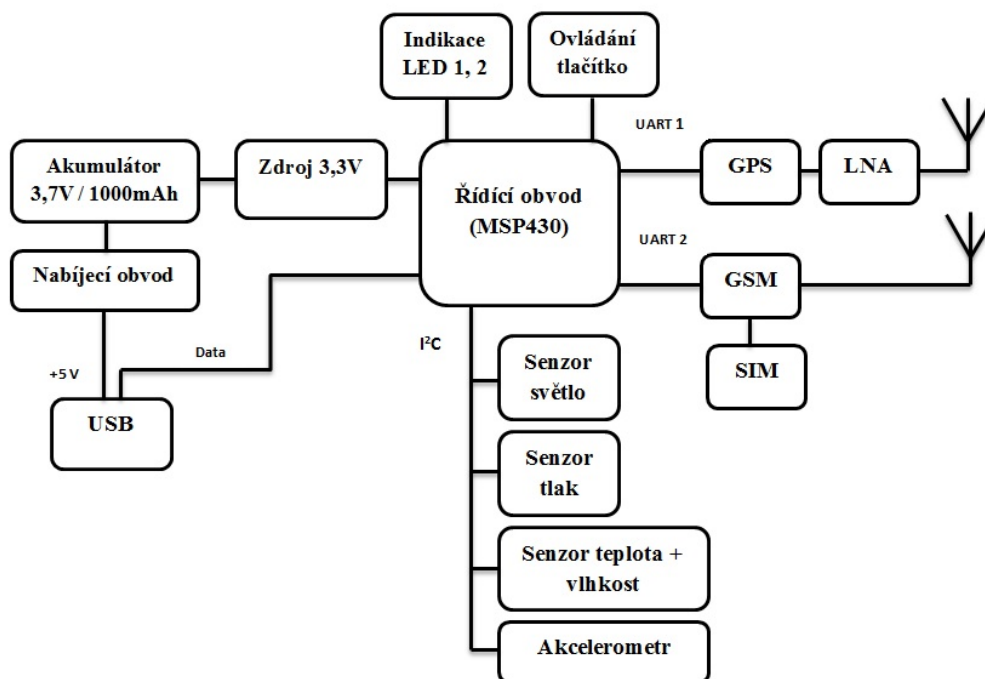 Indikace
LED 1, 2
Ovládání
tlačítko
UART 1
Akumulátor
3,7V / 1000mAh
Zdroj 3,3V
Řídící obvod
(MSP430)
GPS
LNA
UART 2
Nabíjecí obvod
GSM
I²C
Data
+5 V
USB
SIM
Senzor
světlo
Senzor
tlak
Senzor teplota +
vlhkost
Akcelerometr